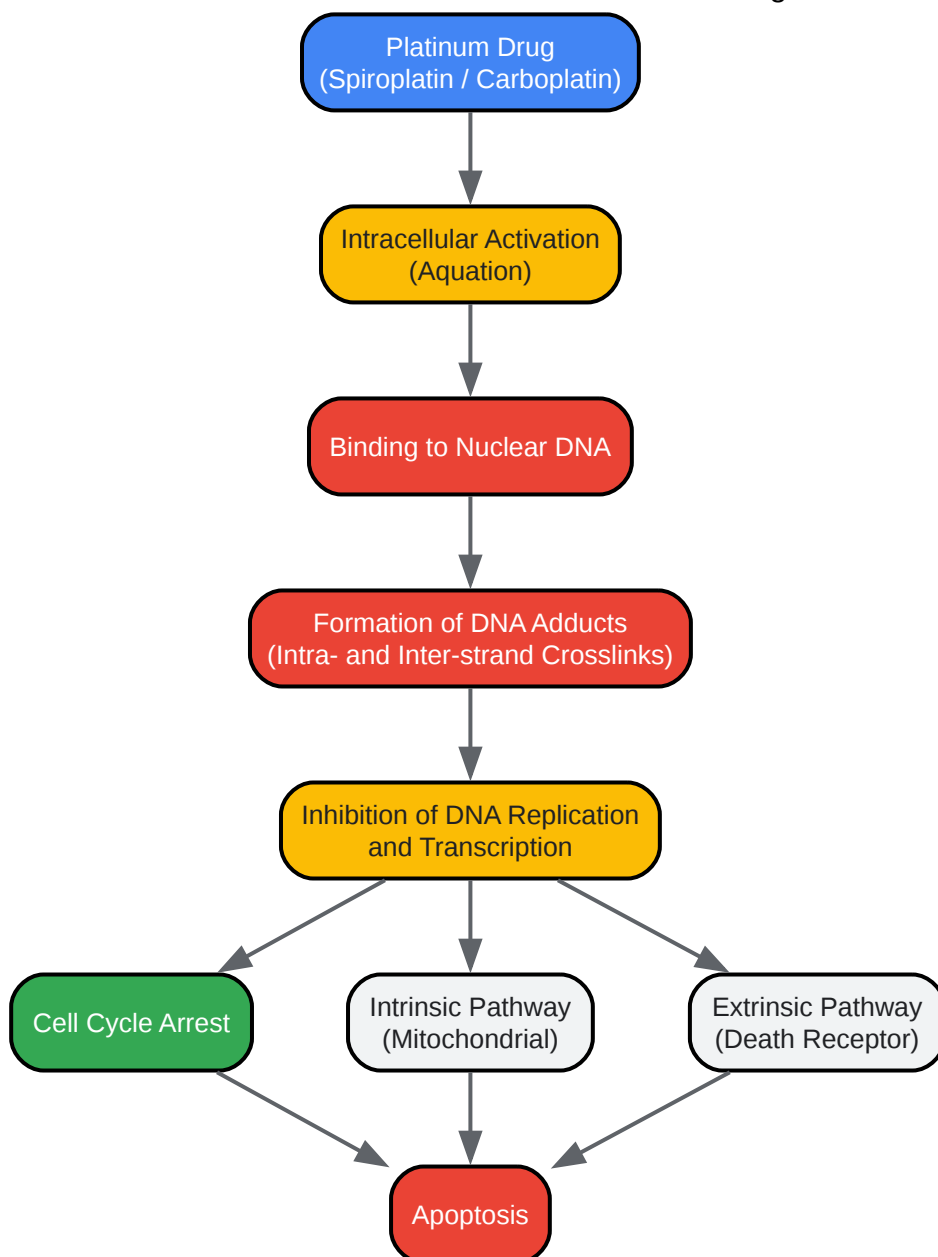 Platinum Drug
(Spiroplatin / Carboplatin)
Intracellular Activation
(Aquation)
Binding to Nuclear DNA
Formation of DNA Adducts
(Intra- and Inter-strand Crosslinks)
Inhibition of DNA Replication
and Transcription
Cell Cycle Arrest
Intrinsic Pathway
(Mitochondrial)
Extrinsic Pathway
(Death Receptor)
Apoptosis